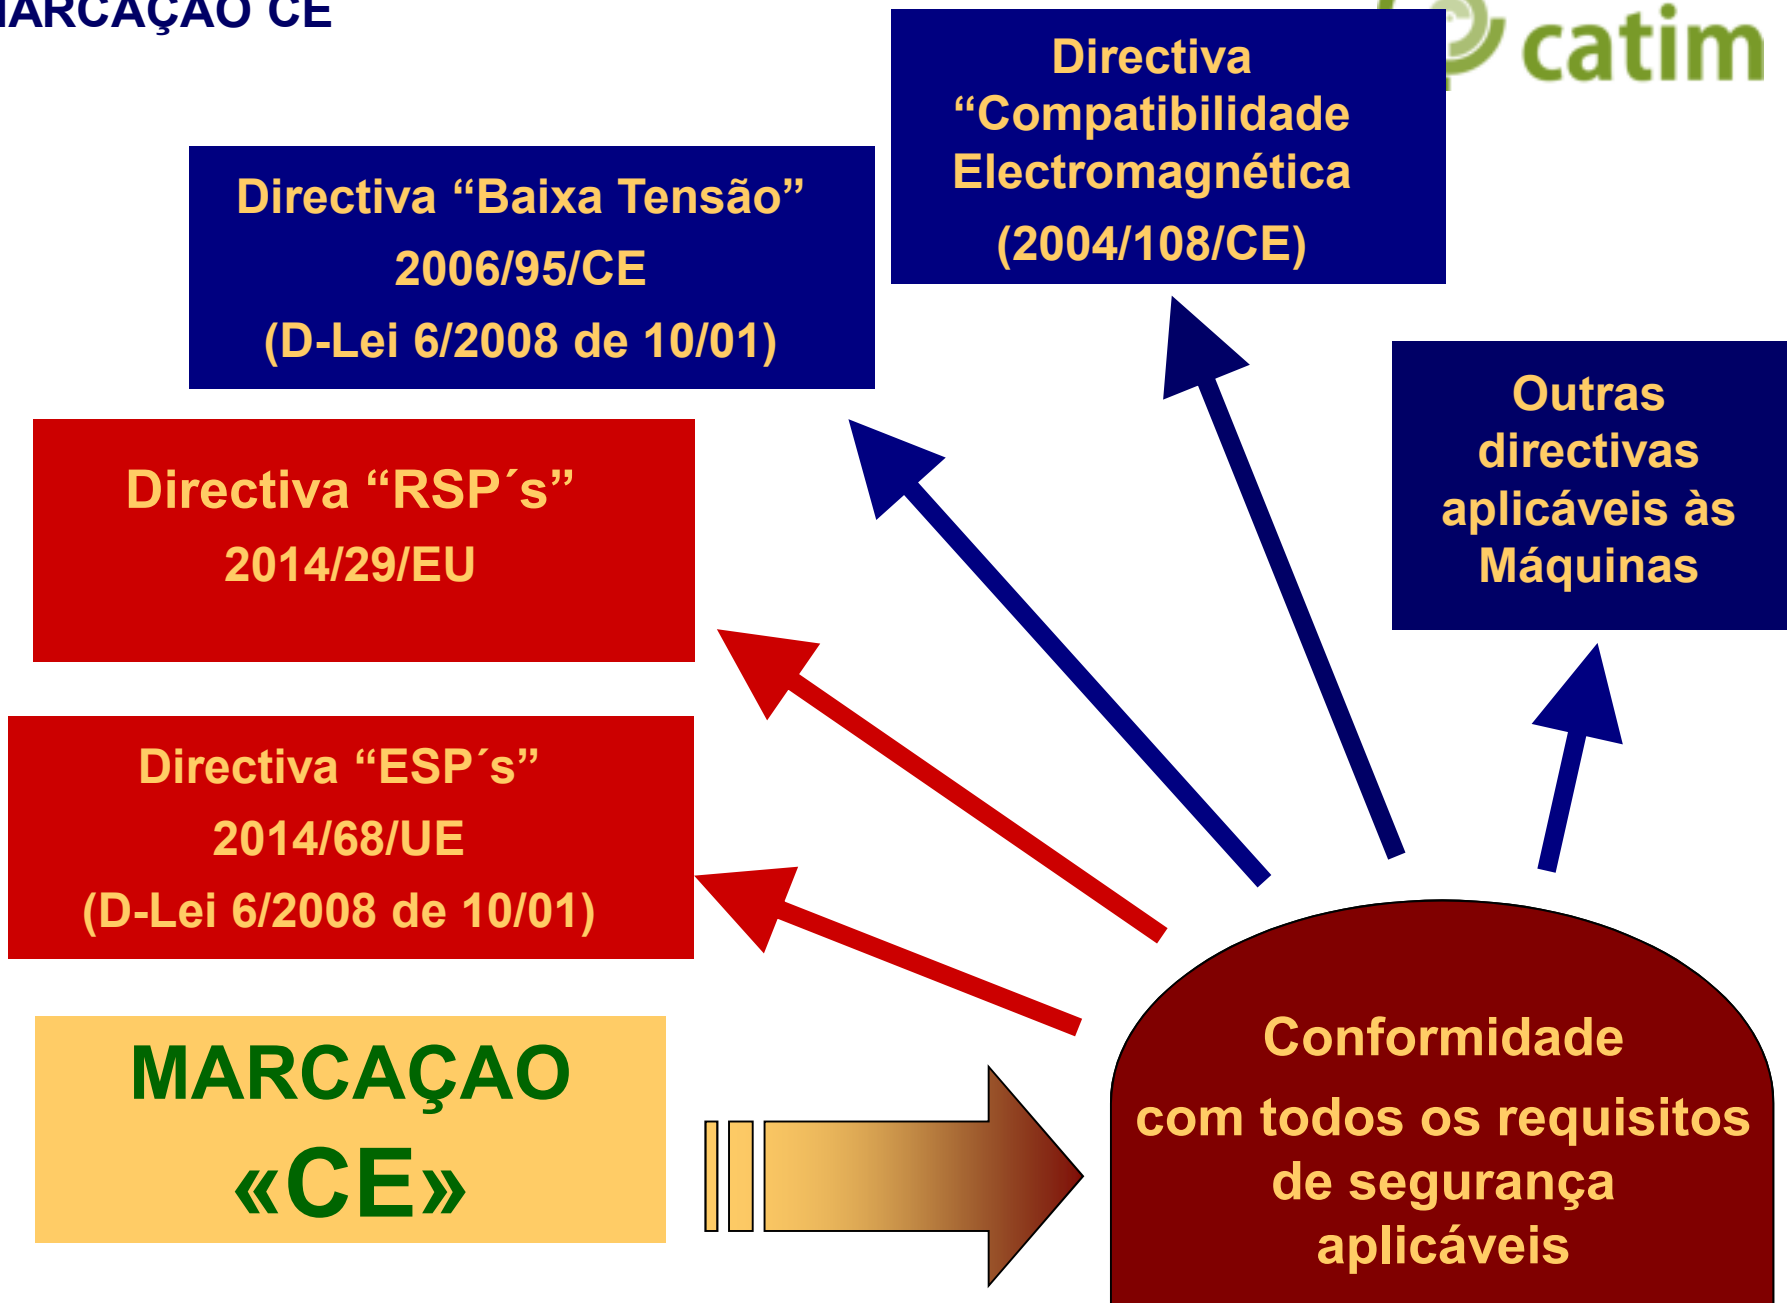 MARCAÇÃO CE
catim
Directiva
“Compatibilidade
Electromagnética
(2004/108/CE)
Directiva “Baixa Tensão”
2006/95/CE
(D-Lei 6/2008 de 10/01)
Outras
directivas
aplicáveis às
Máquinas
Directiva “RSP´s”
2014/29/EU
Directiva “ESP´s”
2014/68/UE
(D-Lei 6/2008 de 10/01)
MARCAÇAO
«CE»
Conformidade
com todos os requisitos
de segurança
aplicáveis